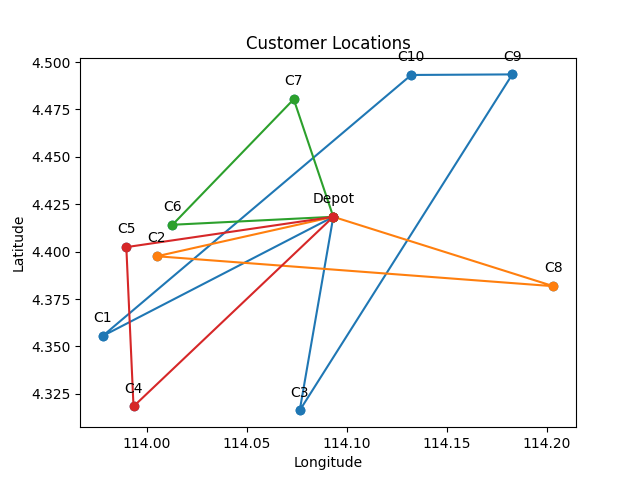 Customer Locations
C10
C9
C7
C6
Depot
C5
C2
C8
C1
C4
C3
4.500
4.475
4.450
4.425
4.400
4.375
4.350
4.325
Latitude
114.00
114.05
114.10
114.15
114.20
Longitude